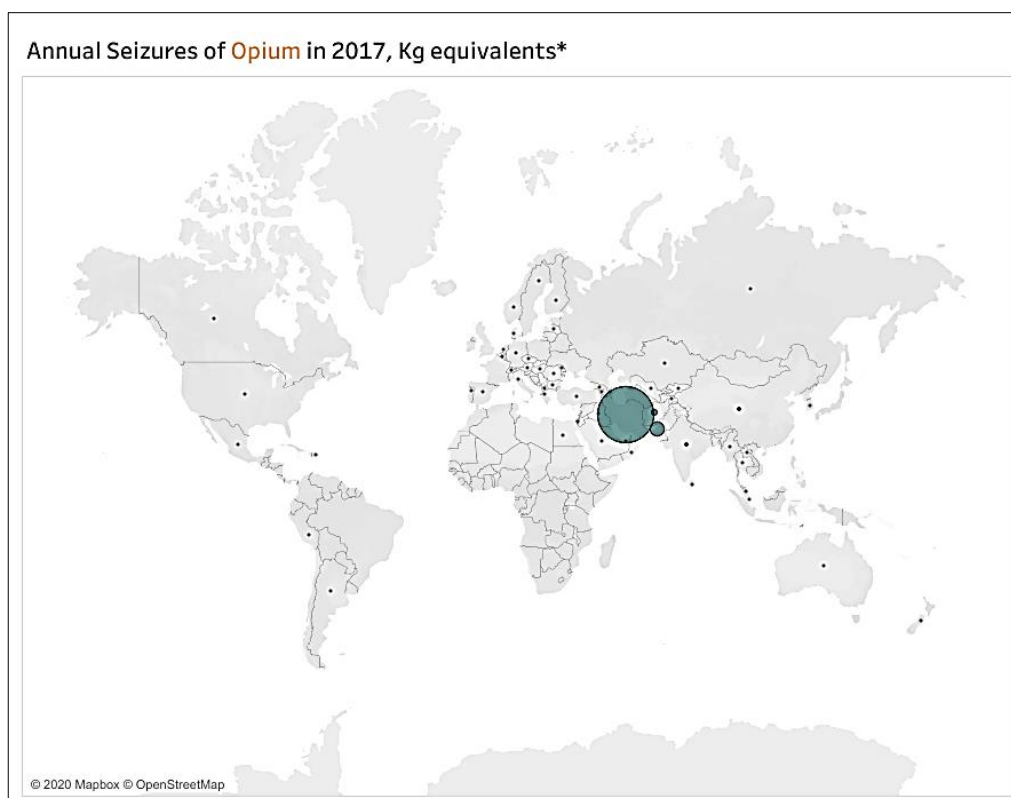 Annual Seizures of Opium in 2017, Kg equivalents*
© 2020 Mapbox © OpenStreetMap